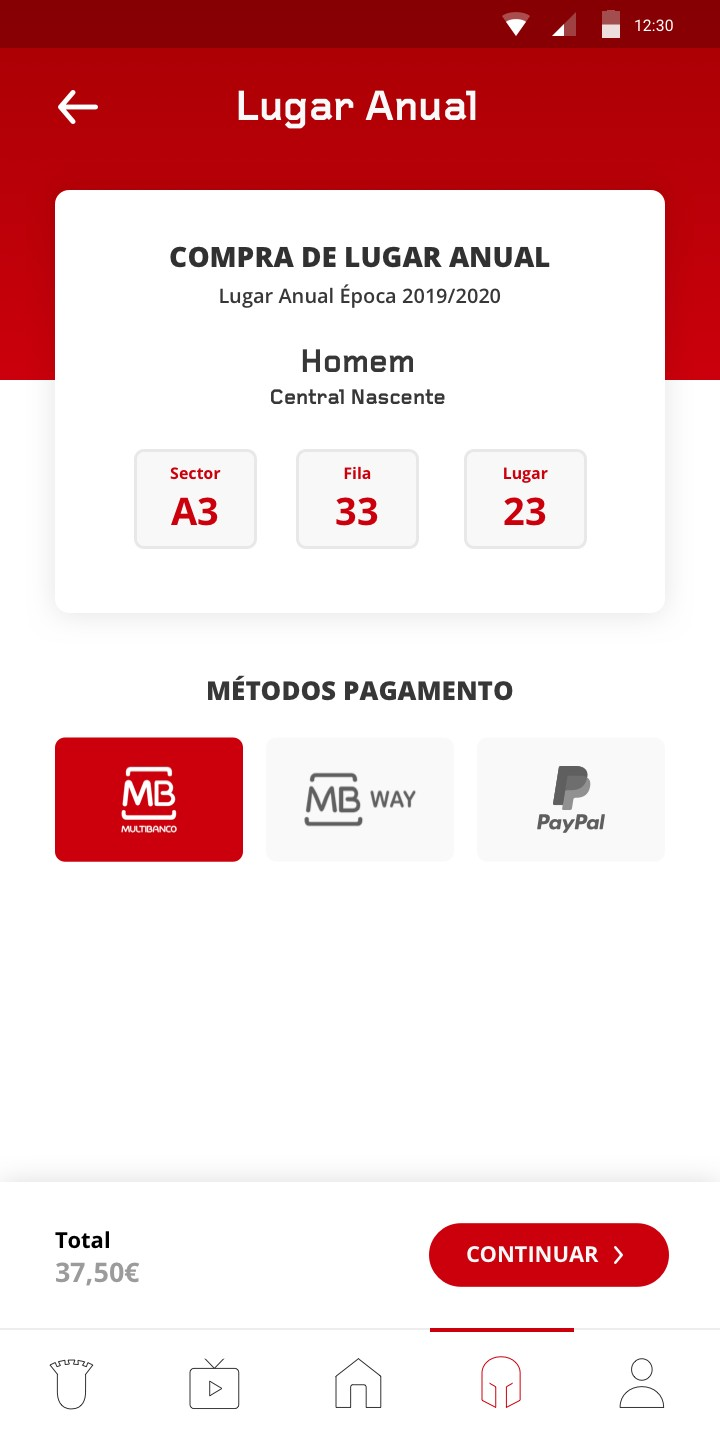 12:30
Lugar Anual
COMPRA DE LUGAR ANUAL
Lugar Anual Época 2019/2020
Homem
Central Nascente
Sector
A3
Fila
33
Lugar
23
MÉTODOS PAGAMENTO
MB
MULTIBANCO
MB WAY
PayPal
Total
37,50€
CONTINUAR